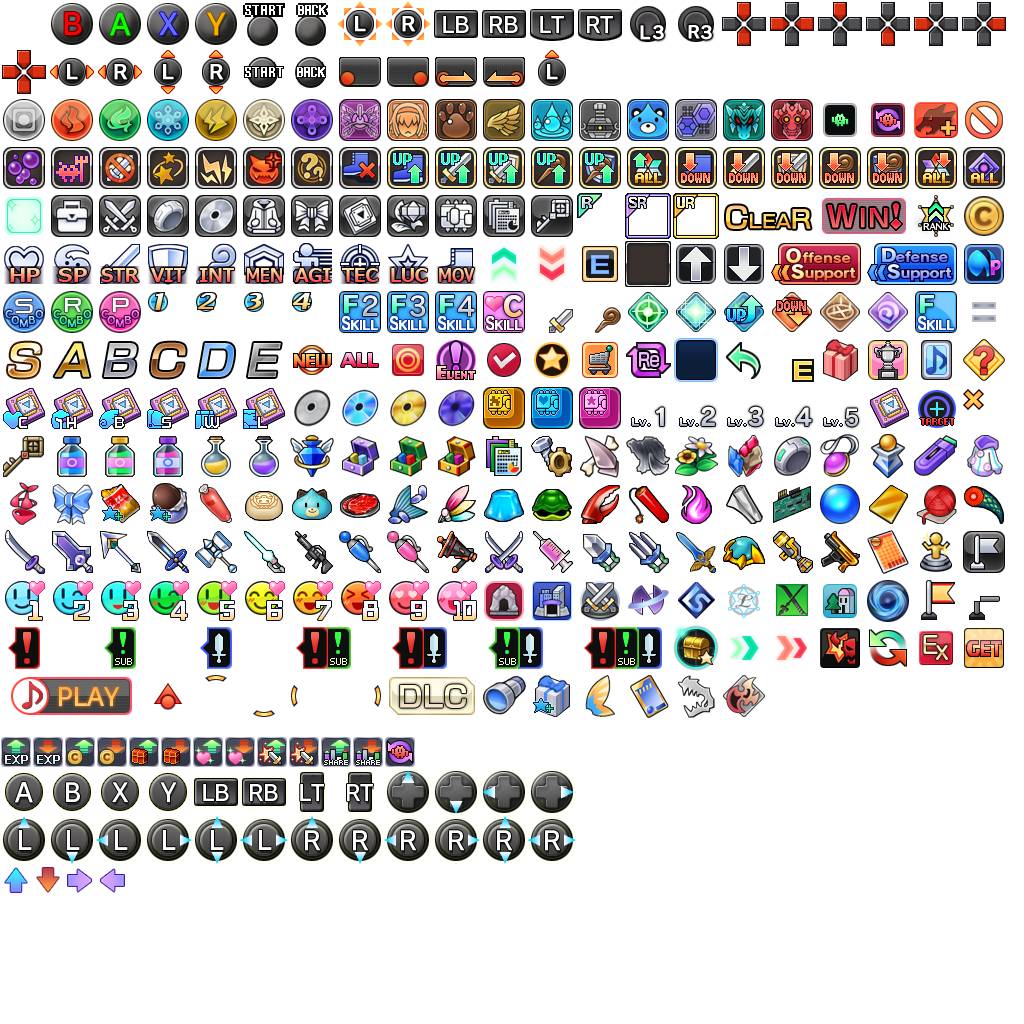 B A X Y START BACK L R LB RB LT RT L3 R3
L R L R START BACK L
UP UP UP UP UP ALL DOWN DOWN DOWN DOWN DOWN ALL ALL
R SR UR CLEAR WIN! RANK C
HP SP STR VIT INT MEN AGI TEC LUC MOV E Offense Support Defense Support P
S COMBO R COMBO P COMBO 1 2 3 4 F2 SKILL F3 SKILL F4 SKILL C SKILL UP DOWN F SKILL =
S A B C D E NEW ALL EVENT Re E ?
C H B S W L Lv.1 Lv.2 Lv.3 Lv.4 Lv.5 TARGET
1 2 3 4 5 6 7 8 9 10 L
! ! SUB ! ! SUB ! ! SUB ! ! SUB EX GET
PLAY DLC
EXP EXP C C SHARE SHARE
A B X Y LB RB LT RT
L L L L L L R R R R R R